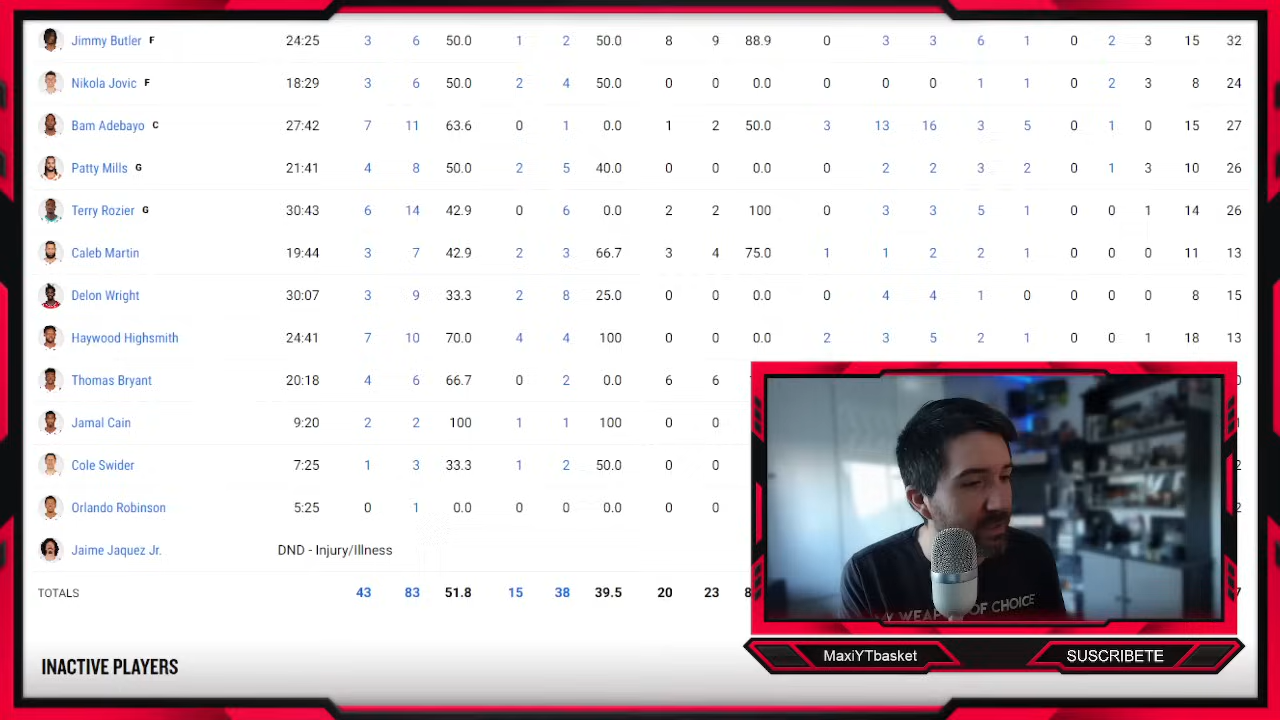 Jimmy Butler F 24:25 3 6 50.0 1 2 50.0 8 9 88.9 0 3 3 6 1 0 2 3 15 32
Nikola Jovic F 18:29 3 6 50.0 2 4 50.0 0 0 0.0 0 0 0 1 1 0 2 3 8 24
Bam Adebayo C 27:42 7 11 63.6 0 1 0.0 1 2 50.0 3 13 16 3 5 0 1 0 15 27
Patty Mills G 21:41 4 8 50.0 2 5 40.0 0 0 0.0 0 2 2 3 2 0 1 3 10 26
Terry Rozier G 30:43 6 14 42.9 0 6 0.0 2 2 100 0 3 3 5 1 0 0 1 14 26
Caleb Martin 19:44 3 7 42.9 2 3 66.7 3 4 75.0 1 1 2 2 1 0 0 0 11 13
Delon Wright 30:07 3 9 33.3 2 8 25.0 0 0 0.0 0 4 4 1 0 0 0 0 8 15
Haywood Highsmith 24:41 7 10 70.0 4 4 100 0 0 0.0 2 3 5 2 1 0 0 1 18 13
Thomas Bryant 20:18 4 6 66.7 0 2 0.0 6 6
Jamal Cain 9:20 2 2 100 1 1 100 0 0
Cole Swider 7:25 1 3 33.3 1 2 50.0 0 0
Orlando Robinson 5:25 0 1 0.0 0 0 0.0 0 0
Jaime Jaquez Jr. DND - Injury/Illness
TOTALS 43 83 51.8 15 38 39.5 20 23
WEAPON OF CHOICE
MaxiYTbasket SUSCRIBETE
INACTIVE PLAYERS